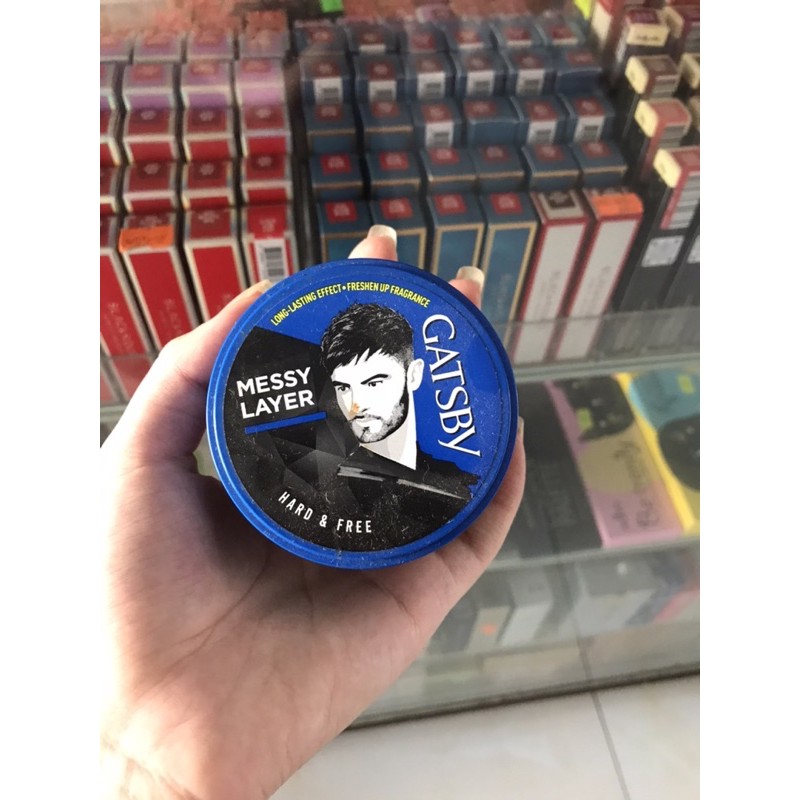 LONG-LASTING EFFECT • FRESHEN UP FRAGRANCE
GATSBY
MESSY
LAYER
HARD & FREE